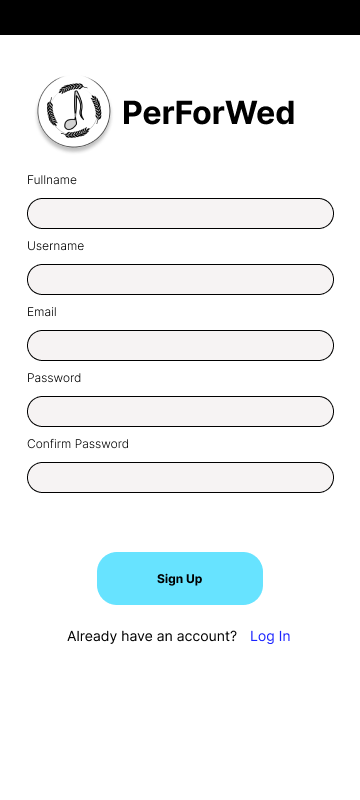 PerForWed
Fullname
Username
Email
Password
Confirm Password
Sign Up
Already have an account? Log In